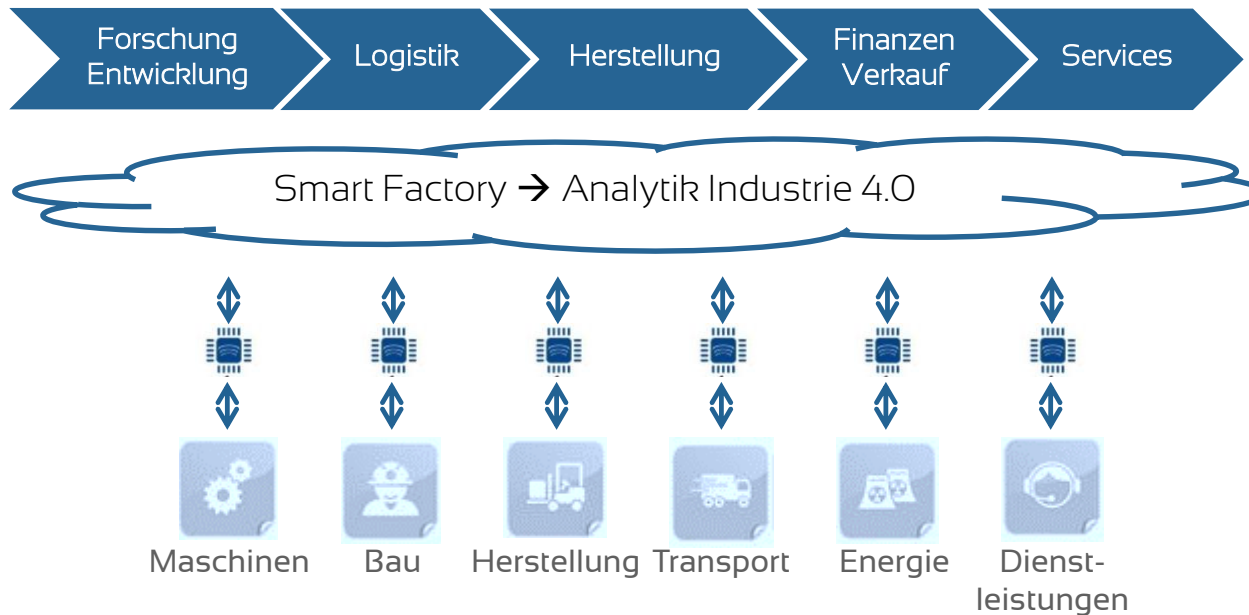 Forschung
Entwicklung
Logistik
Herstellung
Finanzen
Verkauf
Services
Smart Factory → Analytik Industrie 4.0
Maschinen
Bau
Herstellung
Transport
Energie
Dienst-
leistungen